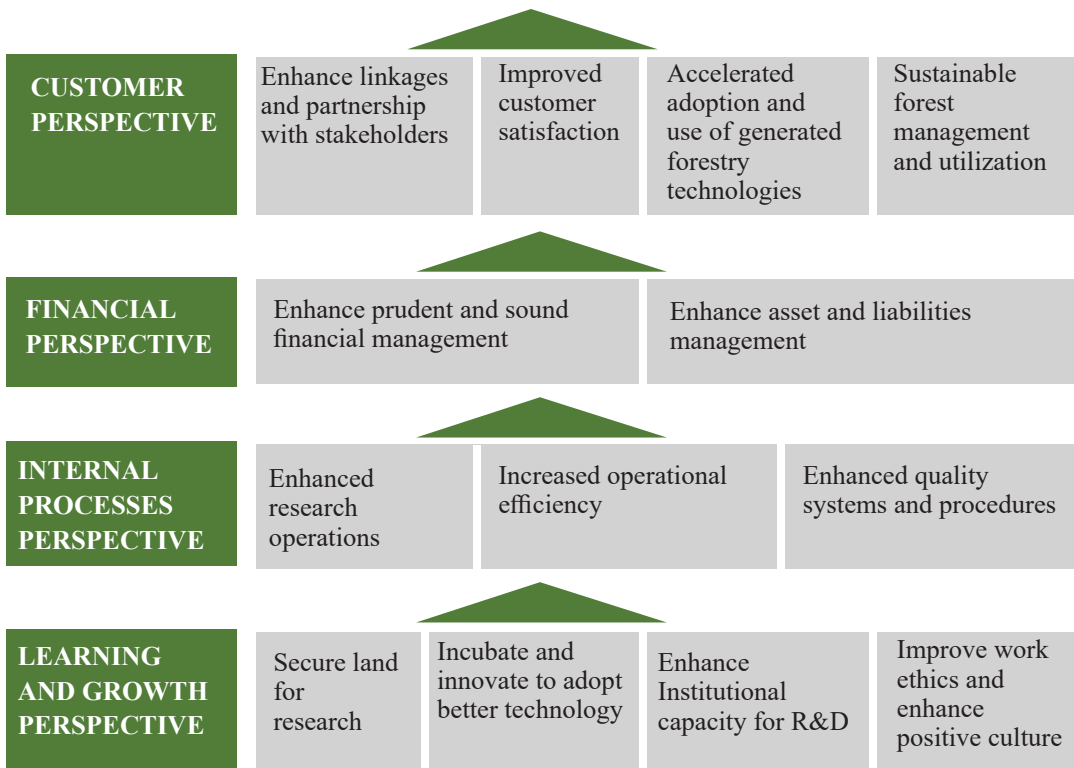 CUSTOMER
PERSPECTIVE
Enhance linkages
and partnership
with stakeholders
Improved
customer
satisfaction
Accelerated
adoption and
use of generated
forestry
technologies
Sustainable
forest
management
and utilization
FINANCIAL
PERSPECTIVE
Enhance prudent and sound
financial management
Enhance asset and liabilities
management
INTERNAL
PROCESSES
PERSPECTIVE
Enhanced
research
operations
Increased operational
efficiency
Enhanced quality
systems and procedures
LEARNING
AND GROWTH
PERSPECTIVE
Secure land
for
research
Incubate and
innovate to adopt
better technology
Enhance
Institutional
capacity for R&D
Improve work
ethics and
enhance
positive culture